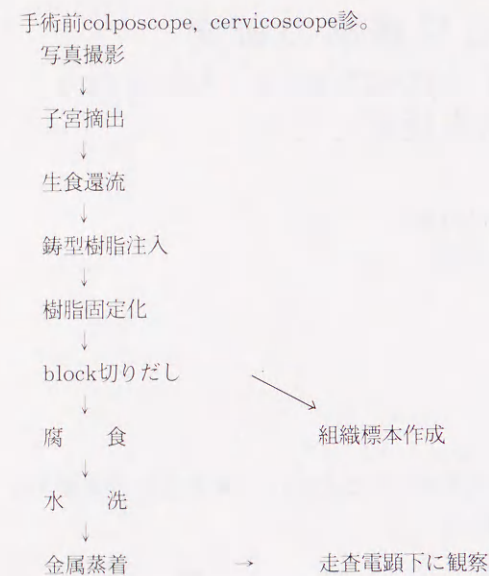 手術前colposcope, cervicoscope診。
写真撮影
↓
子宮摘出
↓
生食還流
↓
鋳型樹脂注入
↓
樹脂固定化
↓
block切りだし
↓
腐　食　組織標本作成
↓
水　洗
↓
金属蒸着 → 走査電顕下に観察